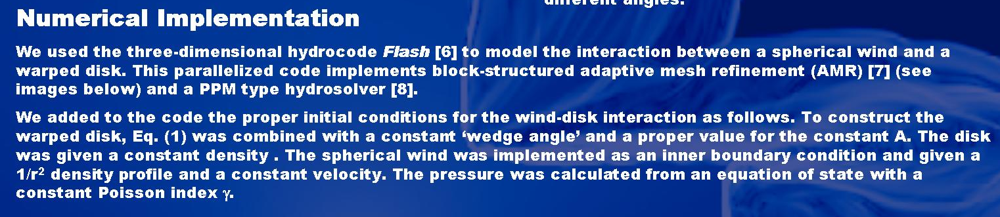 different angles.
Numerical Implementation
We used the three-dimensional hydrocode Flash [6] to model the interaction between a spherical wind and a
warped disk. This parallelized code implements block-structured adaptive mesh refinement (AMR) [7] (see
images below) and a PPM type hydrosolver [8].
We added to the code the proper initial conditions for the wind-disk interaction as follows. To construct the
warped disk, Eq. (1) was combined with a constant ‘wedge angle’ and a proper value for the constant A. The disk
was given a constant density . The spherical wind was implemented as an inner boundary condition and given a
1/r² density profile and a constant velocity. The pressure was calculated from an equation of state with a
constant Poisson index γ.